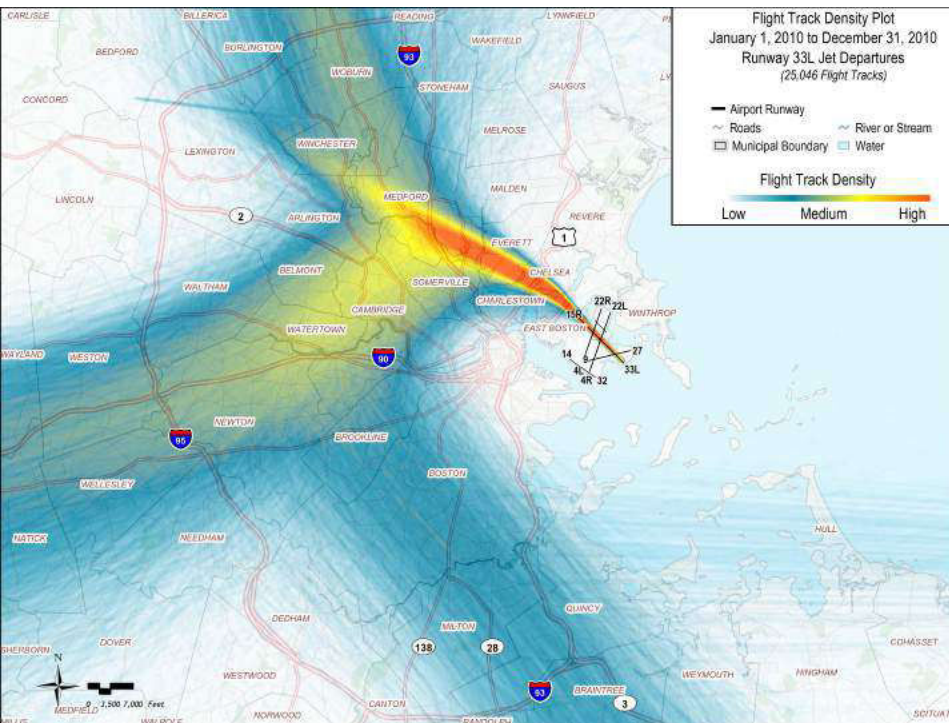 CARLISLE
BILLERICA
READING
LYNNFIELD
Flight Track Density Plot
January 1, 2010 to December 31, 2010
Runway 33L Jet Departures
(25,046 Flight Tracks)
Airport Runway
Roads
River or Stream
Municipal Boundary
Water
Flight Track Density
Low
Medium
High
BEDFORD
BURLINGTON
WAKEFIELD
93
WOBURN
STONEHAM
SAUGUS
CONCORD
WINCHESTER
MELROSE
LEXINGTON
LINCOLN
MEDFORD
MALDEN
2
ARLINGTON
REVERE
EVERETT
1
BELMONT
CHELSEA
WALTHAM
SOMERVILLE
CHARLESTOWN
CAMBRIDGE
22R
22L
15R
WINTHROP
WATERTOWN
EAST BOSTON
WAYLAND
WESTON
90
14
9
27
4L
33L
4R
32
NEWTON
95
BROOKLINE
WELLESLEY
BOSTON
NATICK
NEEDHAM
HULL
QUINCY
DEDHAM
MILTON
DOVER
SHERBORN
138
28
COHASSET
WESTWOOD
WEYMOUTH
HINGHAM
N
93
BRAINTREE
3
CANTON
0 3,500 7,000 Feet
MEDFIELD
NORWOOD
RANDOLPH
WALPOLE